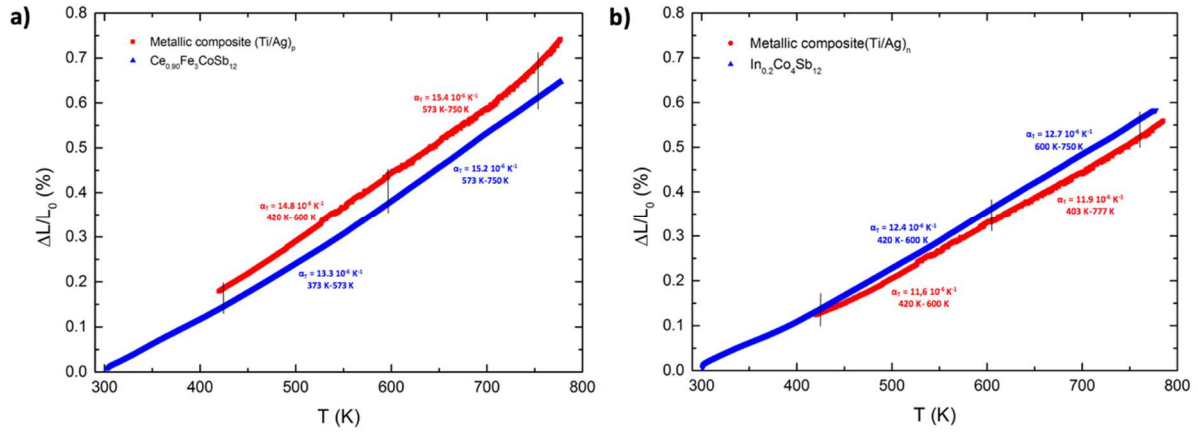 a)
Metallic composite (Ti/Ag)p
Ce0.90Fe3CoSb12
αT = 15.4 10-6 K-1
573 K-750 K
αT = 15.2 10-6 K-1
573 K-750 K
αT = 14.8 10-6 K-1
420 K- 600 K
αT = 13.3 10-6 K-1
373 K-573 K
ΔL/L0 (%)
0.8
0.7
0.6
0.5
0.4
0.3
0.2
0.1
0.0
300 400 500 600 700 800
T (K)
b)
Metallic composite(Ti/Ag)n
In0.2Co4Sb12
αT = 12.7 10-6 K-1
600 K-750 K
αT = 11.9 10-6 K-1
403 K-777 K
αT = 12.4 10-6 K-1
420 K- 600 K
αT = 11,6 10-6 K-1
420 K- 600 K
ΔL/L0 (%)
0.8
0.7
0.6
0.5
0.4
0.3
0.2
0.1
0.0
300 400 500 600 700 800
T (K)